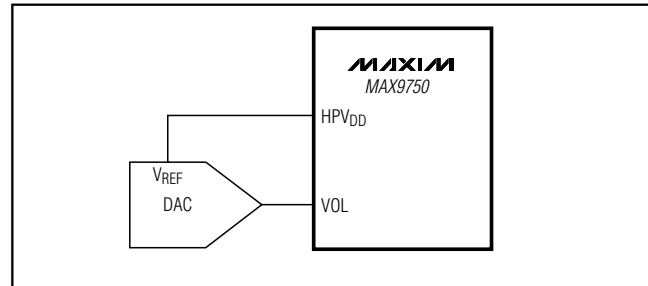 MAXIM
MAX9750
HPVDD
VREF
DAC
VOL